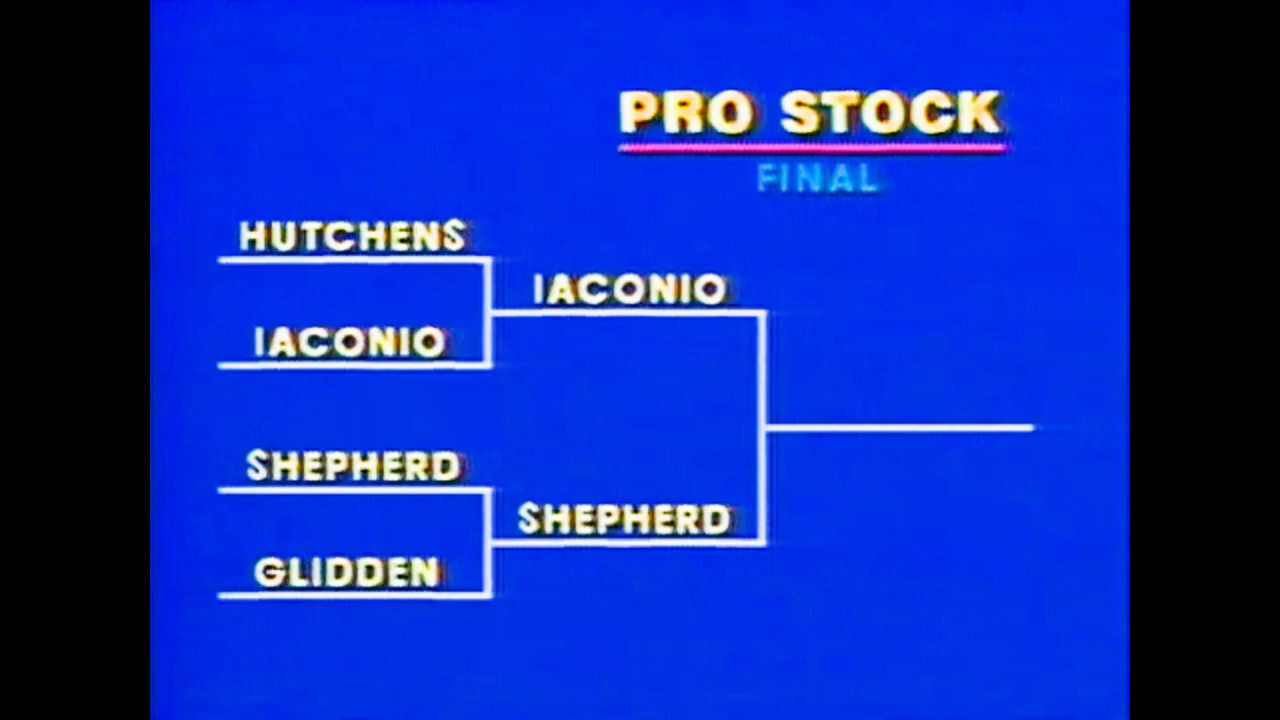 PRO STOCK
FINAL
HUTCHENS
IACONIO
IACONIO
SHEPHERD
SHEPHERD
GLIDDEN